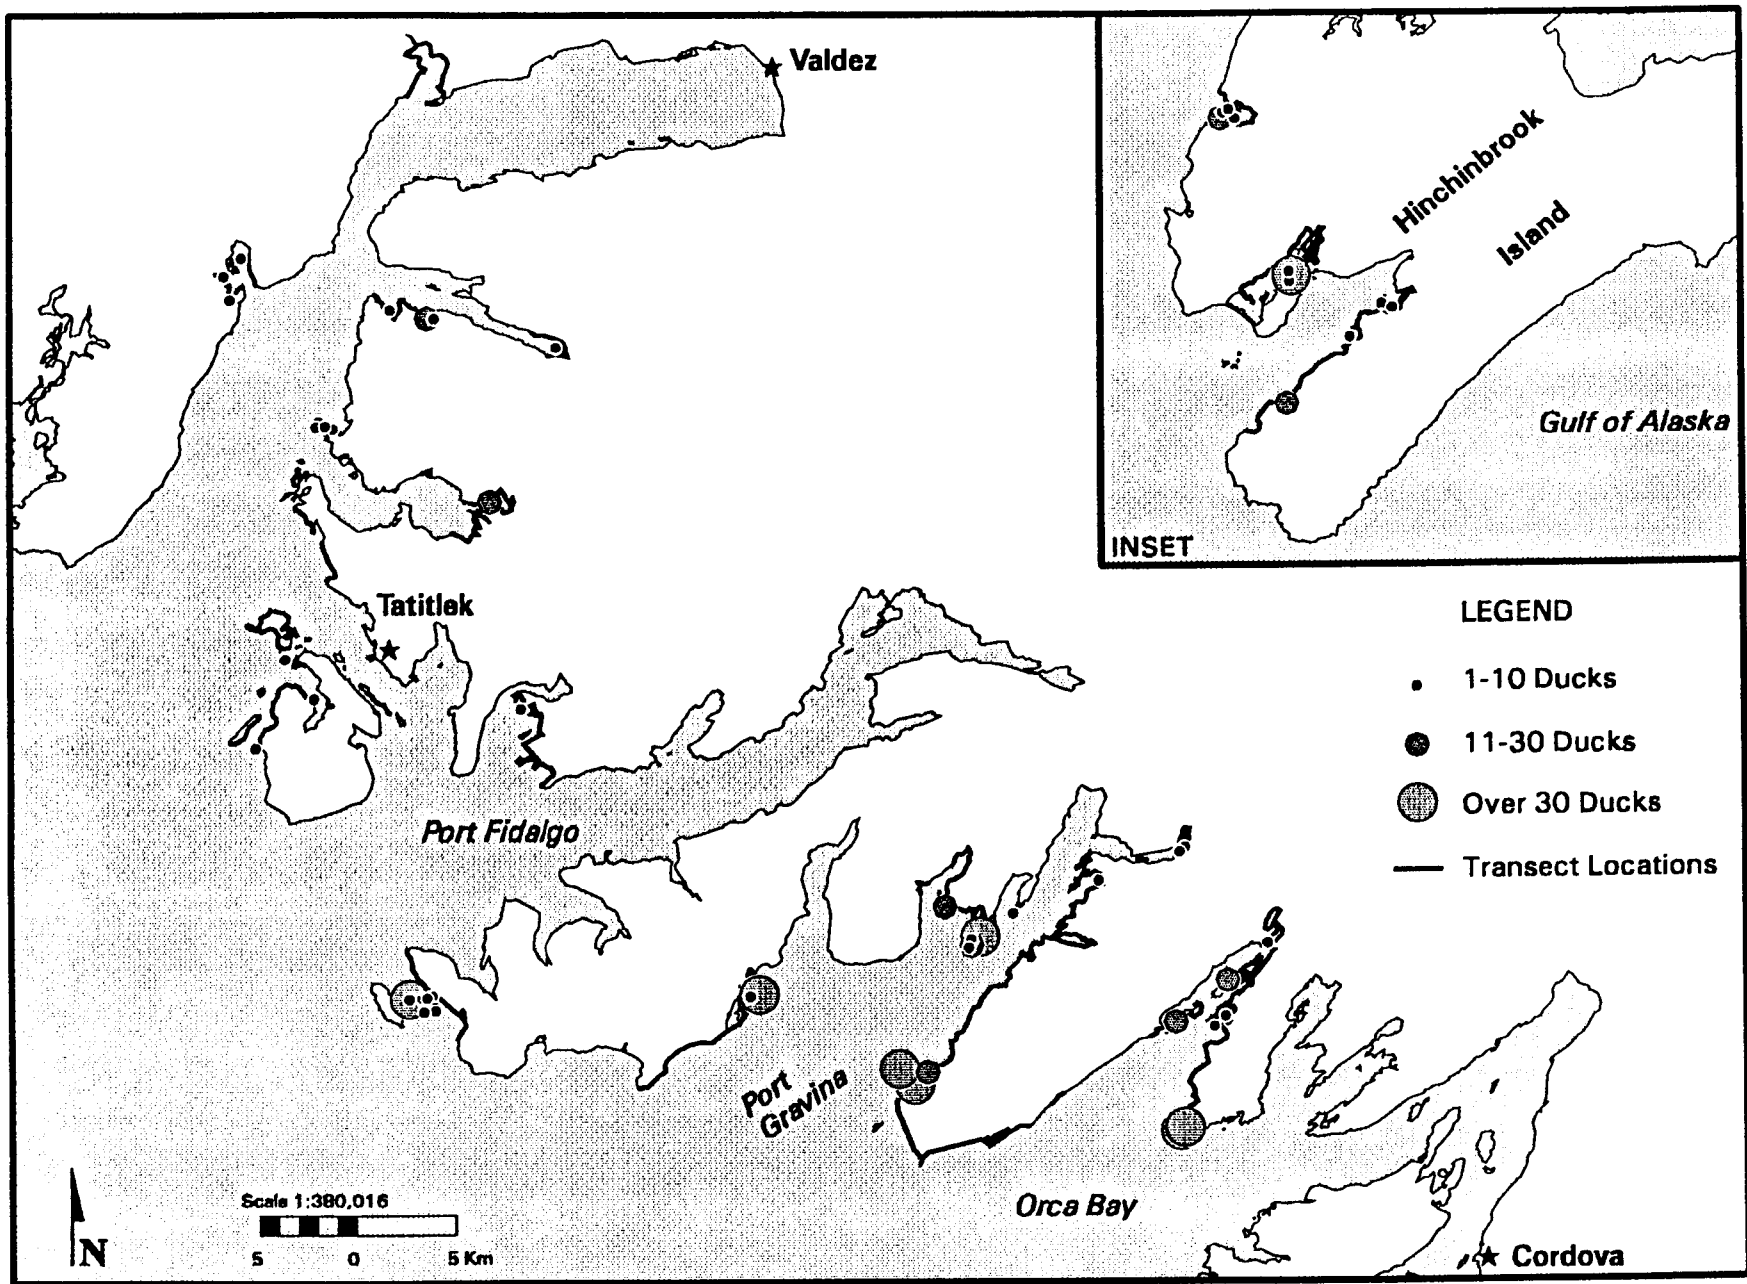 Valdez
Hinchinbrook
Island
Gulf of Alaska
INSET
Tatitlek
LEGEND
1-10 Ducks
11-30 Ducks
Over 30 Ducks
Transect Locations
Port Fidalgo
Port
Gravina
Orca Bay
Scale 1:380,016
5 0 5 Km
N
Cordova